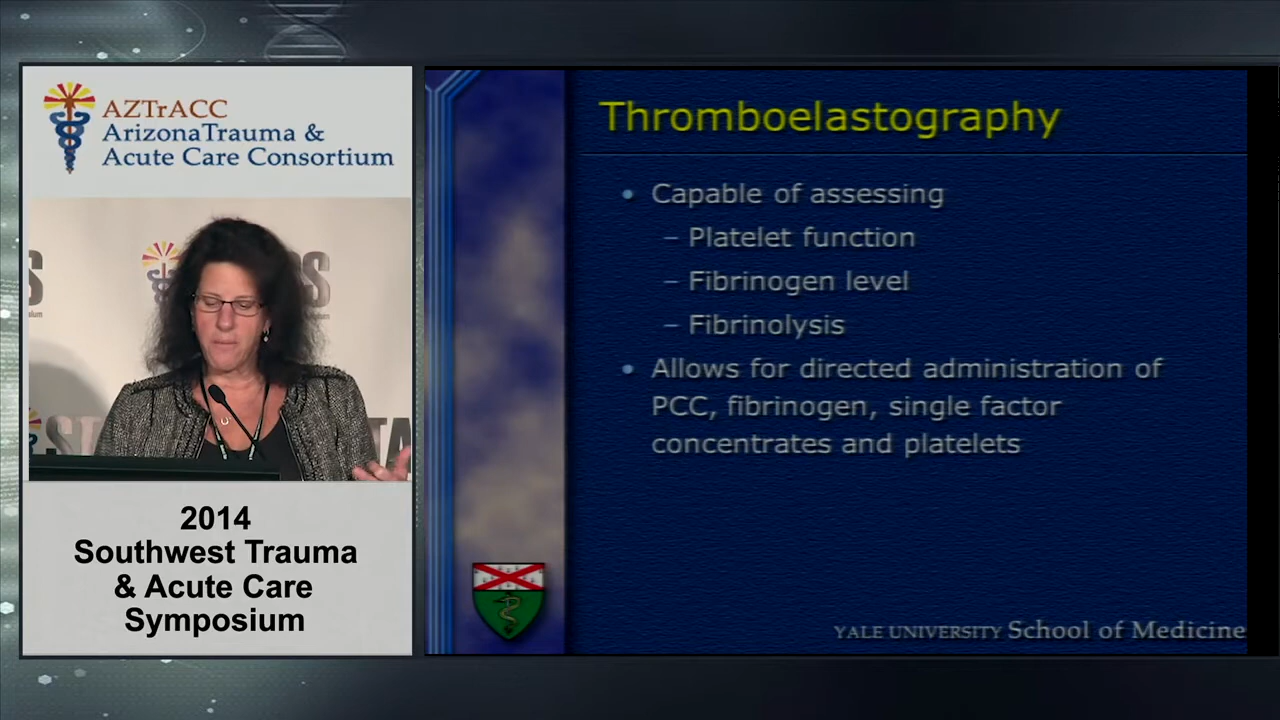 AZTrACC
ArizonaTrauma &
Acute Care Consortium
2014
Southwest Trauma
& Acute Care
Symposium
Thromboelastography
• Capable of assessing
– Platelet function
– Fibrinogen level
– Fibrinolysis
• Allows for directed administration of
PCC, fibrinogen, single factor
concentrates and platelets
YALE UNIVERSITY School of Medicine